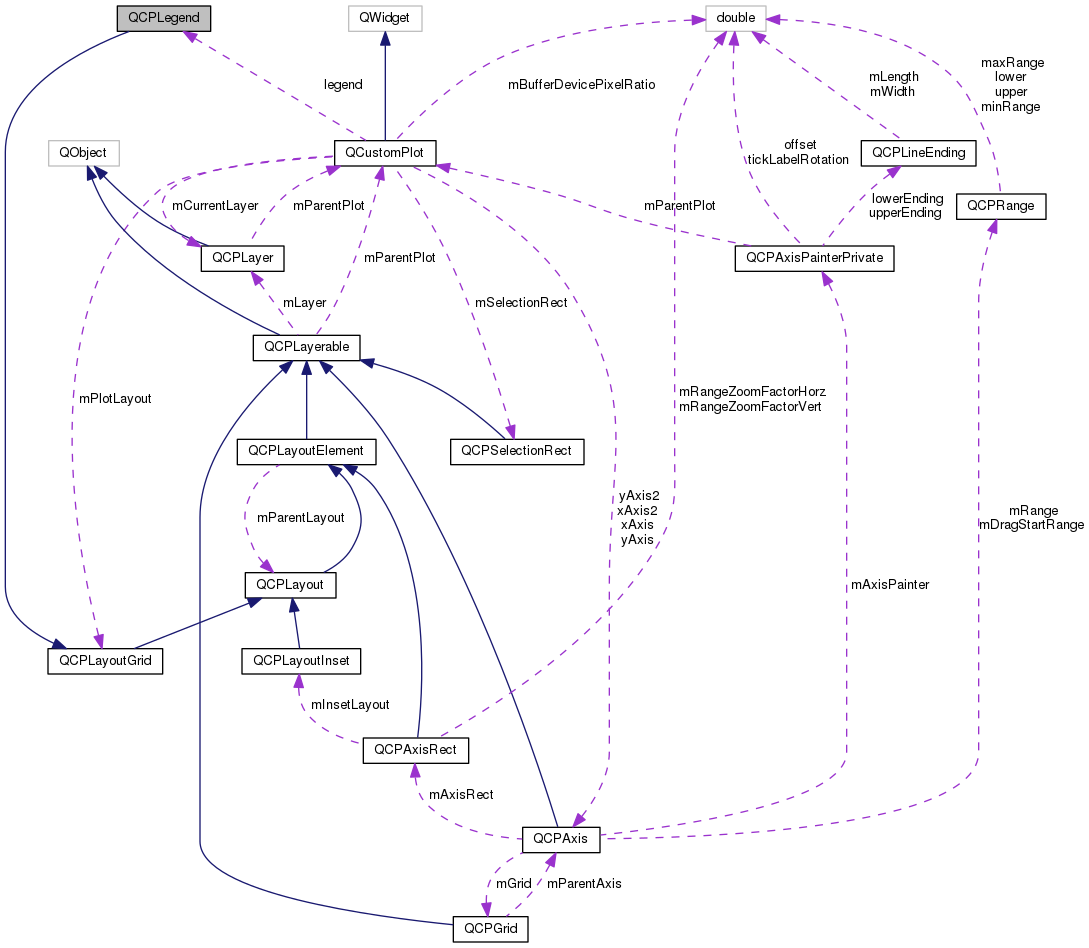 QCPLegend
QWidget
double
maxRange
lower
upper
minRange
mLength
mWidth
legend
mBufferDevicePixelRatio
offset
tickLabelRotation
QObject
QCustomPlot
QCPLineEnding
mCurrentLayer
mParentPlot
mParentPlot
lowerEnding
upperEnding
QCPRange
QCPLayer
mParentPlot
QCPAxisPainterPrivate
mLayer
mSelectionRect
QCPLayerable
mPlotLayout
mRangeZoomFactorHorz
mRangeZoomFactorVert
QCPLayoutElement
QCPSelectionRect
mParentLayout
yAxis2
xAxis2
xAxis
yAxis
mRange
mDragStartRange
QCPLayout
mAxisPainter
QCPLayoutGrid
QCPLayoutInset
mInsetLayout
QCPAxisRect
mAxisRect
QCPAxis
mGrid
mParentAxis
QCPGrid